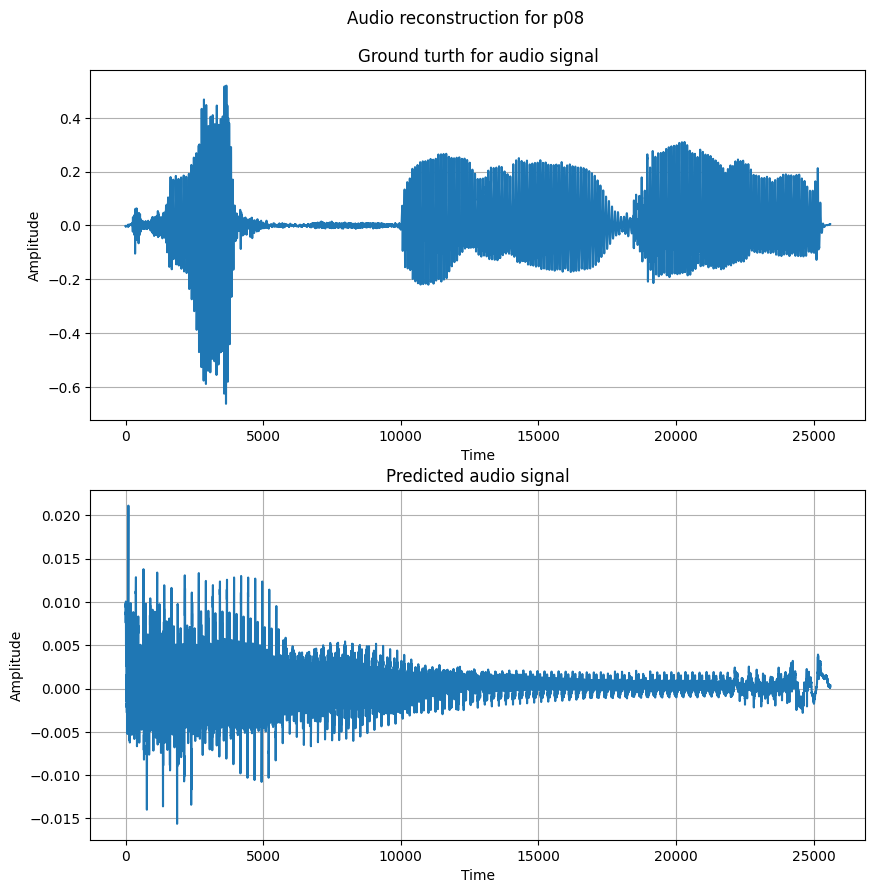 Audio reconstruction for p08
Ground turth for audio signal
0.4
0.2
0.0
−0.2
−0.4
−0.6
Amplitude
0 5000 10000 15000 20000 25000
Time
Predicted audio signal
0.020
0.015
0.010
0.005
0.000
−0.005
−0.010
−0.015
Amplitude
0 5000 10000 15000 20000 25000
Time